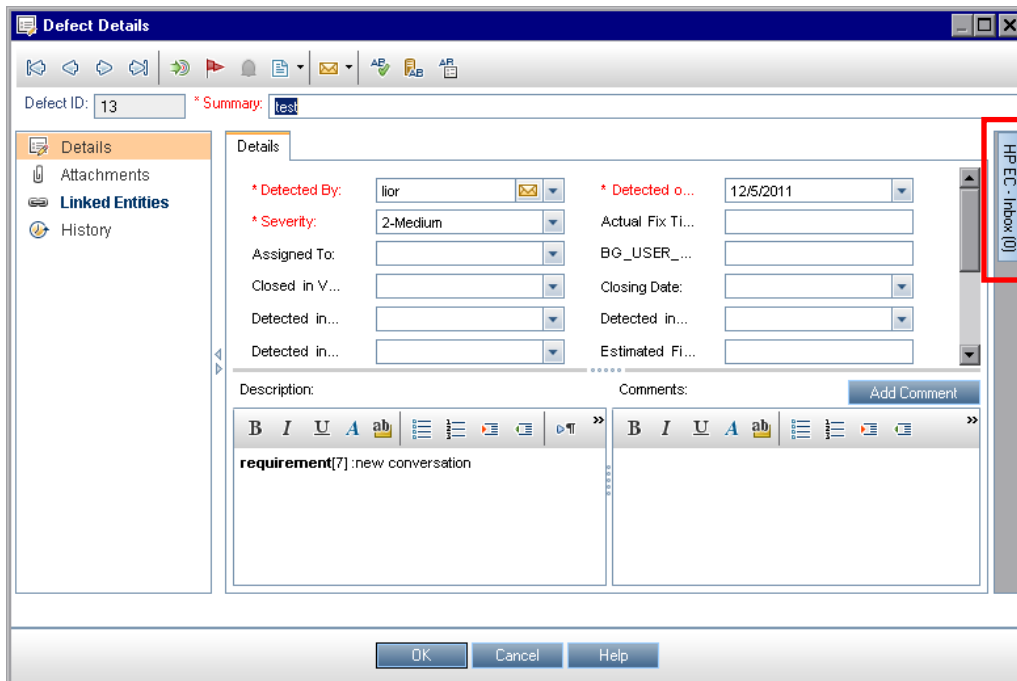 Defect Details
Defect ID: 13 * Summary: test
Details
Attachments
Linked Entities
History
Details
* Detected By: lior * Detected o... 12/5/2011
* Severity: 2-Medium Actual Fix Ti...
Assigned To: BG_USER_...
Closed in V... Closing Date:
Detected in... Detected in...
Detected in... Estimated Fi...
Description: Comments: Add Comment
B I U A ab » B I U A ab »
requirement[7] :new conversation
OK Cancel Help
HP EC - Inbox (0)